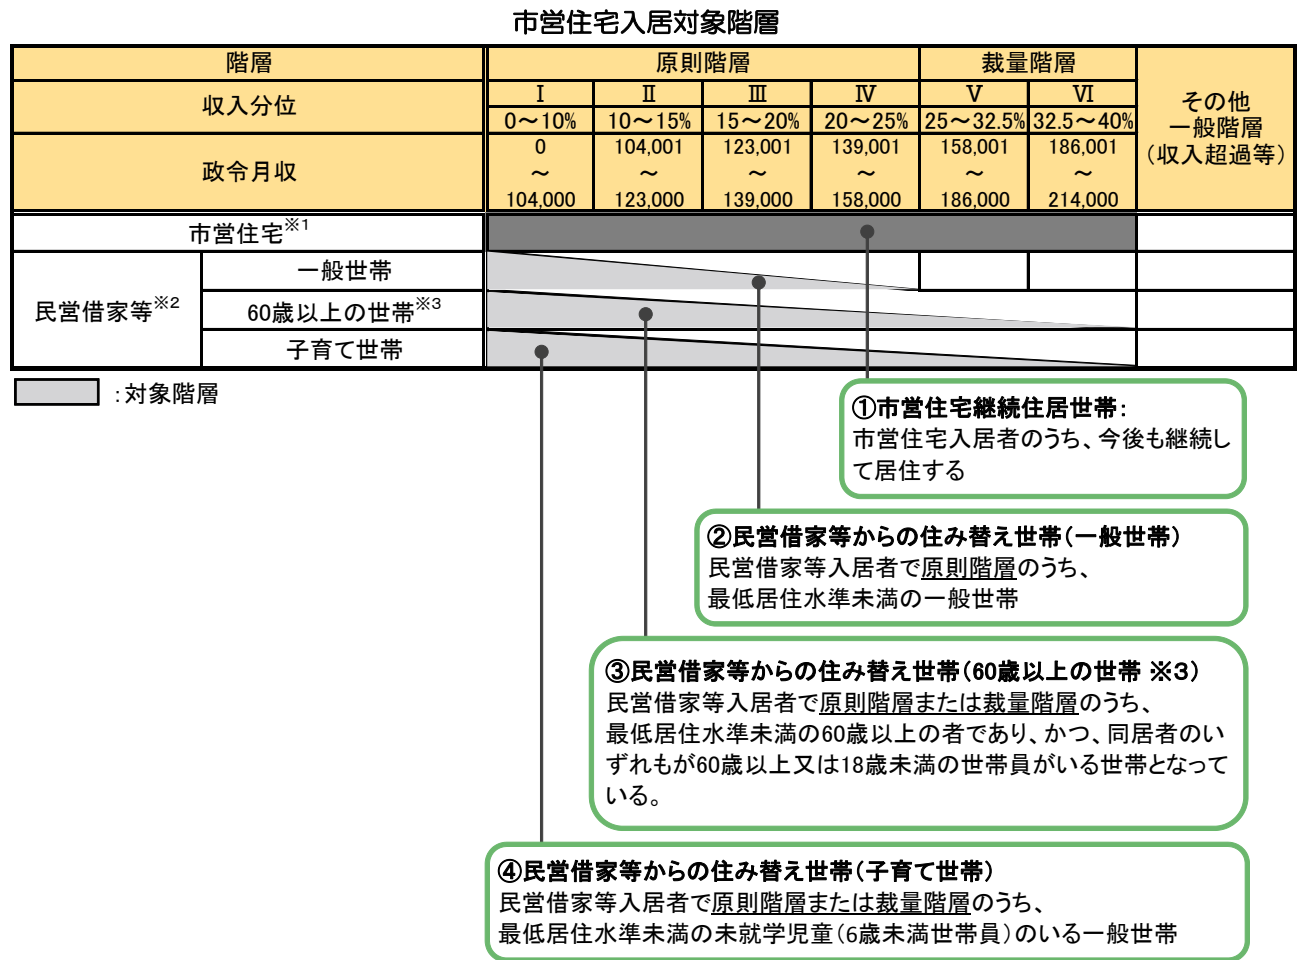 市営住宅入居対象階層
階層
原則階層
裁量階層
その他
一般階層
(収入超過等)
収入分位
Ⅰ
Ⅱ
Ⅲ
Ⅳ
Ⅴ
Ⅵ
0～10%
10～15%
15～20%
20～25%
25～32.5%
32.5～40%
政令月収
0
～
104,000
104,001
～
123,000
123,001
～
139,000
139,001
～
158,000
158,001
～
186,000
186,001
～
214,000
市営住宅※1
民営借家等※2
一般世帯
60歳以上の世帯※3
子育て世帯
:対象階層
①市営住宅継続住居世帯:
市営住宅入居者のうち、今後も継続し
て居住する
②民営借家等からの住み替え世帯(一般世帯)
民営借家等入居者で原則階層のうち、
最低居住水準未満の一般世帯
③民営借家等からの住み替え世帯(60歳以上の世帯 ※3)
民営借家等入居者で原則階層または裁量階層のうち、
最低居住水準未満の60歳以上の者であり、かつ、同居者のい
ずれもが60歳以上又は18歳未満の世帯員がいる世帯となって
いる。
④民営借家等からの住み替え世帯(子育て世帯)
民営借家等入居者で原則階層または裁量階層のうち、
最低居住水準未満の未就学児童(6歳未満世帯員)のいる一般世帯